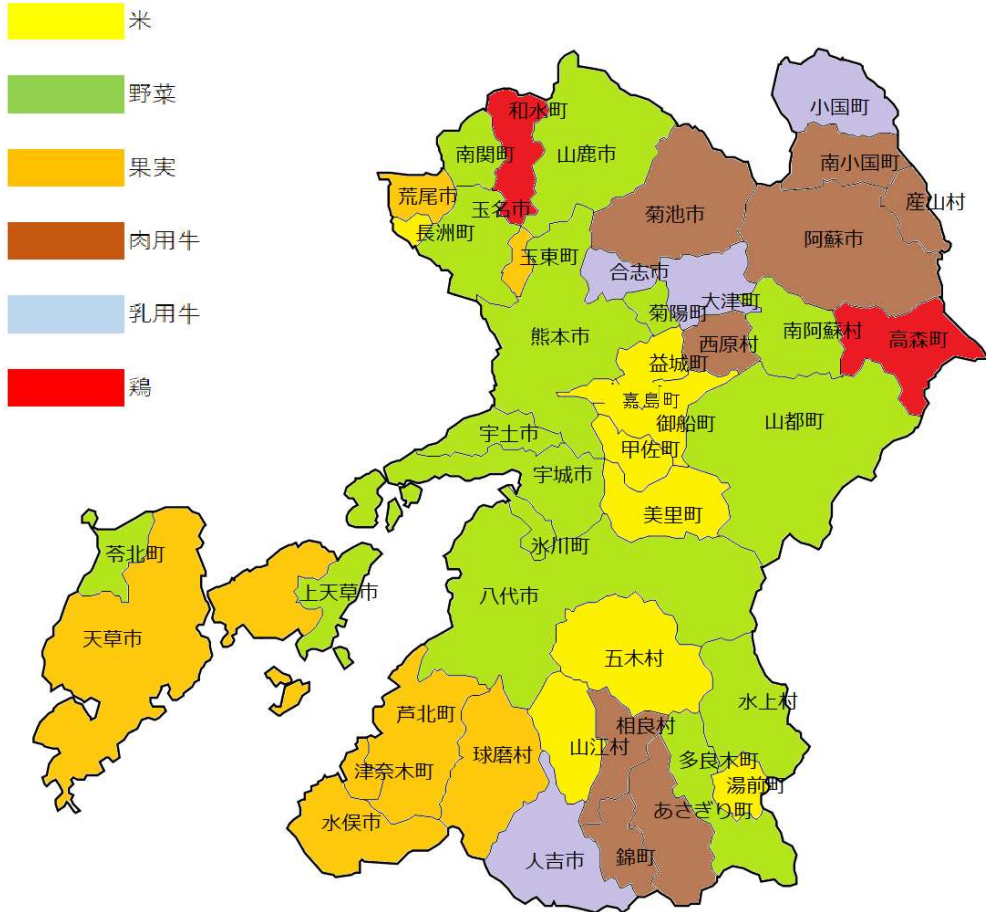 米
野菜
果実
肉用牛
乳用牛
鶏
小国町
和水町
南関町
山鹿市
南小国町
荒尾市
玉名市
菊池市
産山村
長洲町
阿蘇市
玉東町
合志市
大津町
菊陽町
熊本市
南阿蘇村
高森町
西原村
益城町
嘉島町
御船町
山都町
宇土市
甲佐町
宇城市
美里町
氷川町
苓北町
上天草市
八代市
天草市
五木村
水上村
芦北町
相良村
山江村
球磨村
多良木町
津奈木町
湯前町
あさぎり町
水俣市
人吉市
錦町